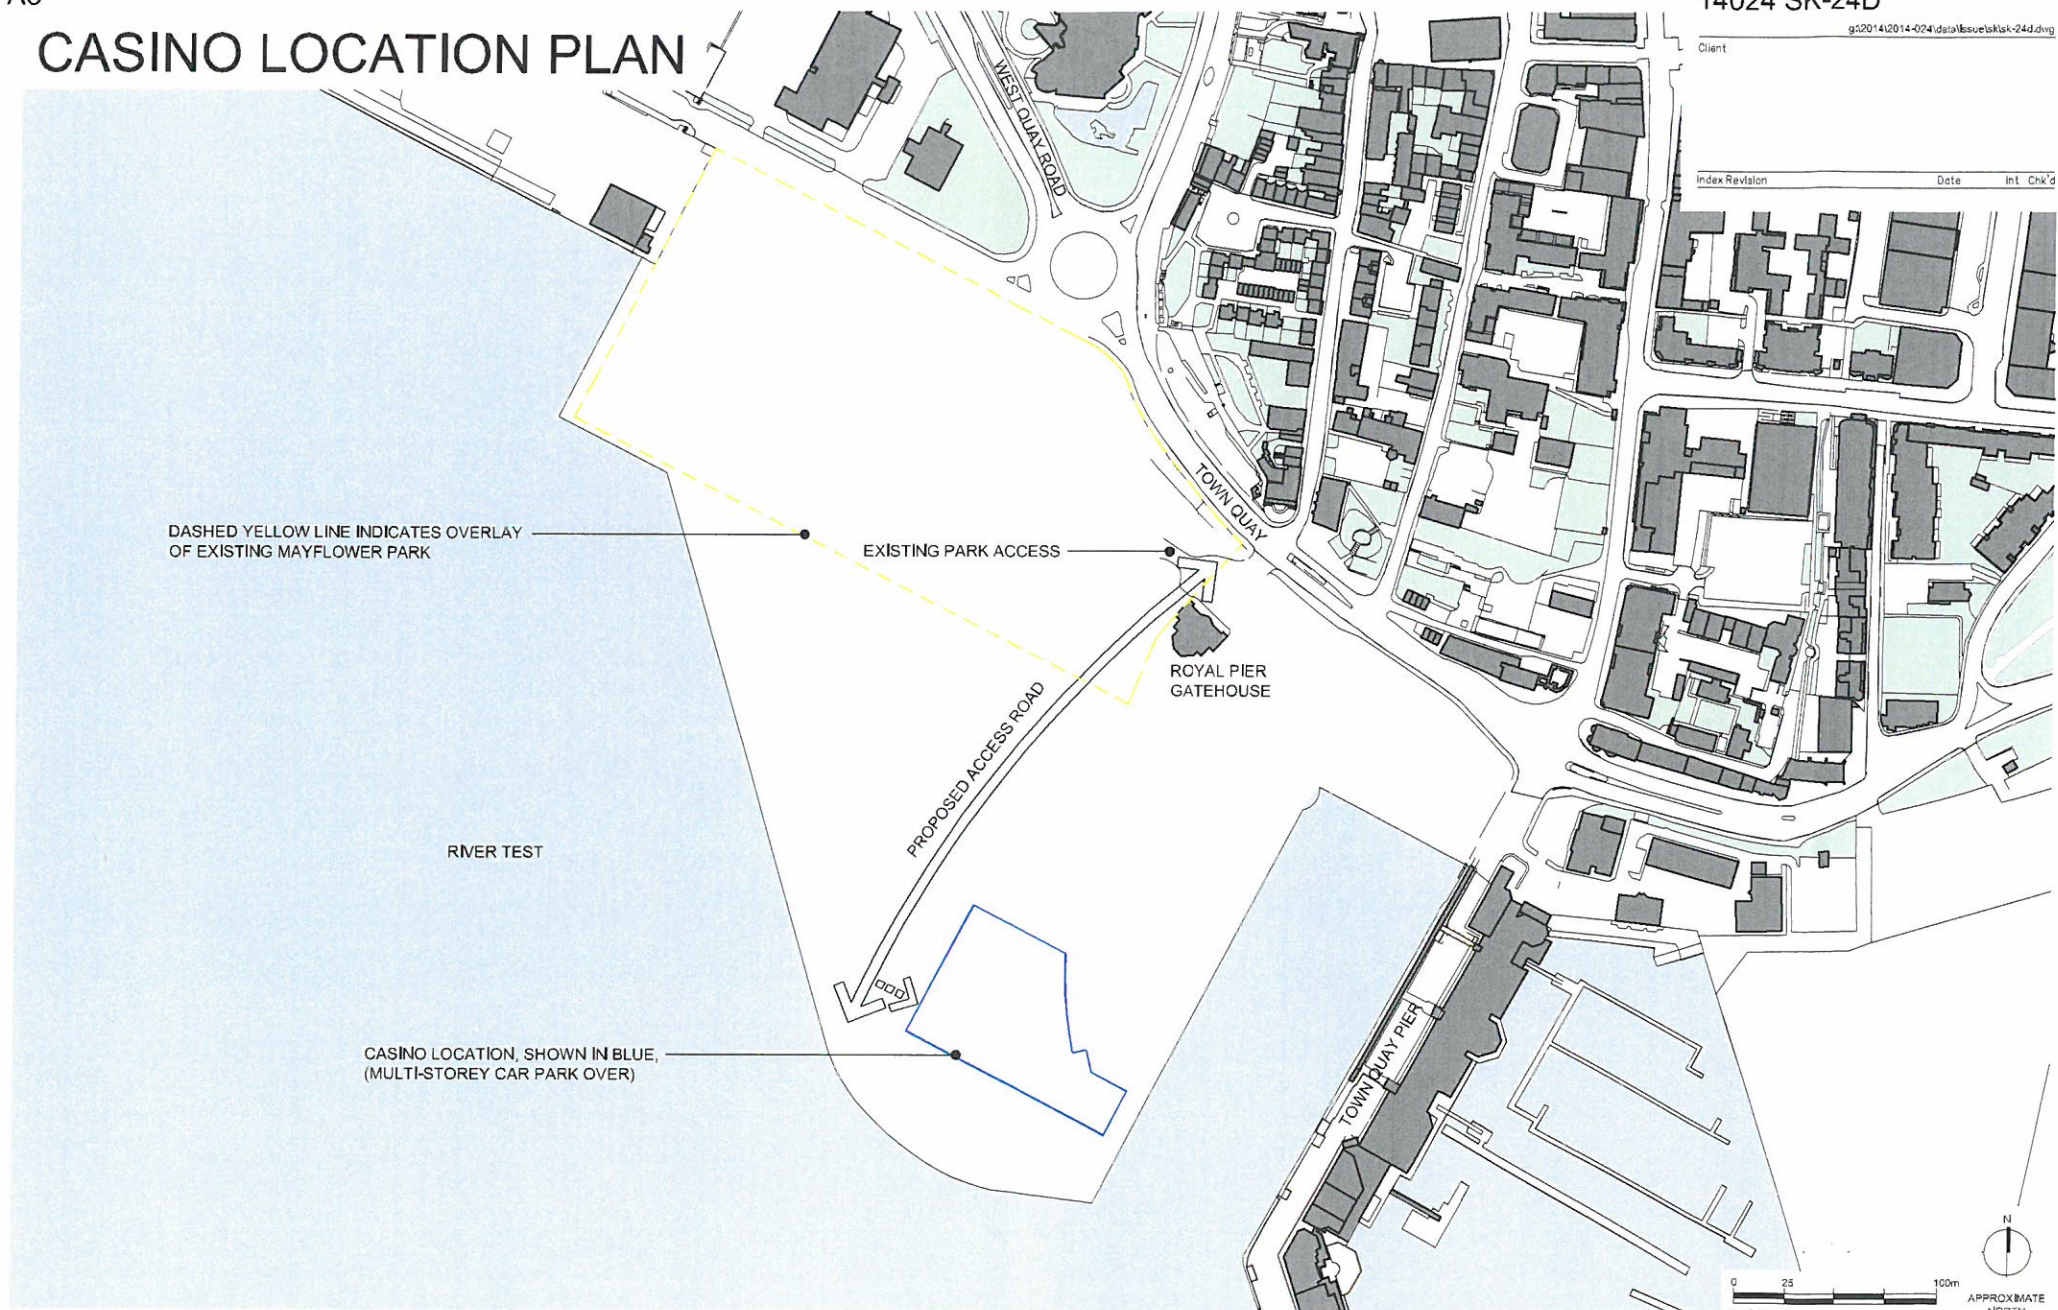 14024 SK-24D
g:\2014\2014-024\data\issue\sk\sk-24d.dwg
CASINO LOCATION PLAN
Client
Index Revision Date Int Chk'd
WEST QUAY ROAD
TOWN QUAY
DASHED YELLOW LINE INDICATES OVERLAY
OF EXISTING MAYFLOWER PARK
EXISTING PARK ACCESS
ROYAL PIER
GATEHOUSE
PROPOSED ACCESS ROAD
RIVER TEST
CASINO LOCATION, SHOWN IN BLUE,
(MULTI-STOREY CAR PARK OVER)
TOWN QUAY PIER
N
0 25 100m
APPROXIMATE
NORTH